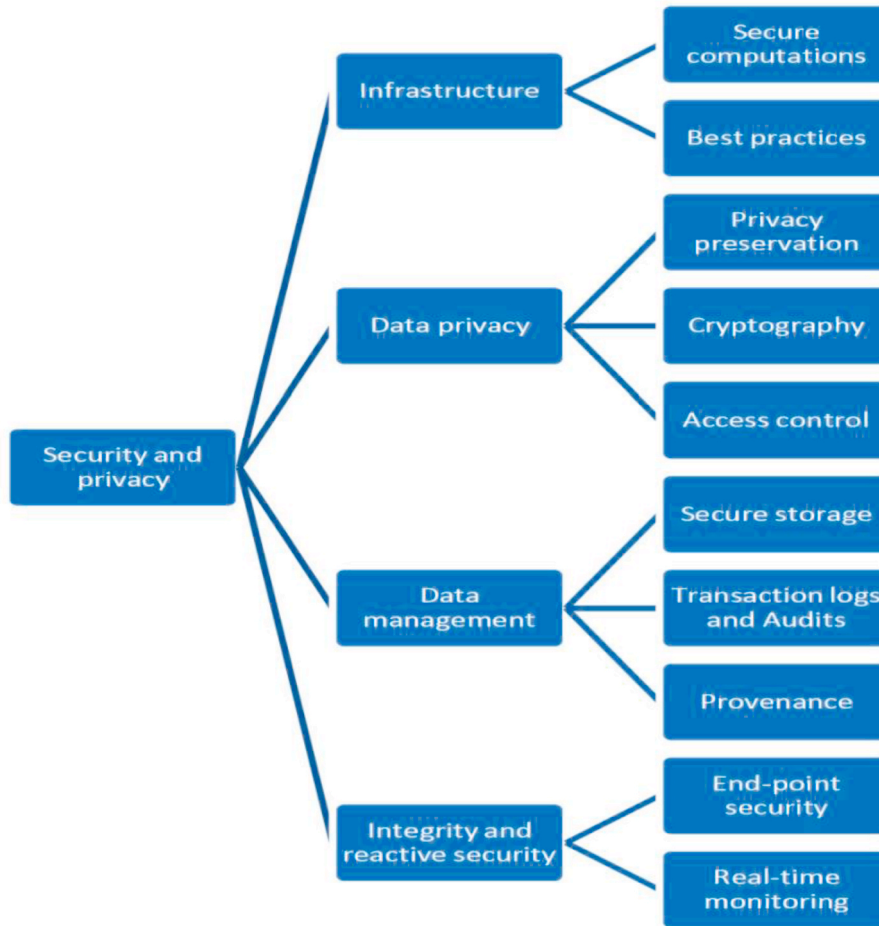 Secure
computations
Infrastructure
Best practices
Privacy
preservation
Data privacy
Cryptography
Access control
Security and
privacy
Secure storage
Data
management
Transaction logs
and Audits
Provenance
End-point
security
Integrity and
reactive security
Real-time
monitoring